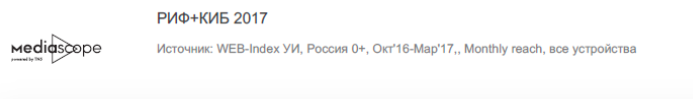 РИФ+КИБ 2017
mediascope
powered by TNS
Источник: WEB-Index УИ, Россия 0+, Окт'16-Мар'17,, Monthly reach, все устройства